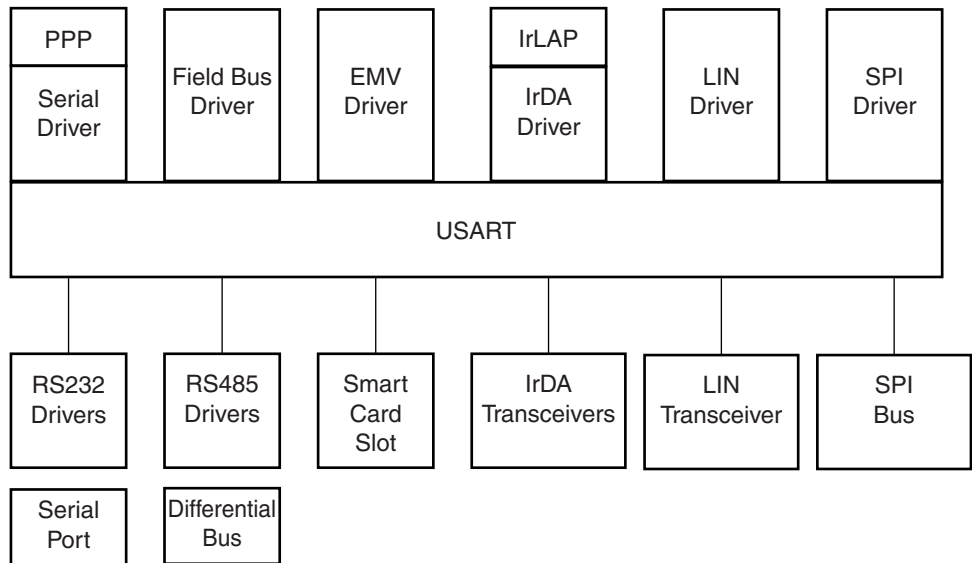 PPP
Serial
Driver
Field Bus
Driver
EMV
Driver
IrLAP
IrDA
Driver
LIN
Driver
SPI
Driver
USART
RS232
Drivers
RS485
Drivers
Smart
Card
Slot
IrDA
Transceivers
LIN
Transceiver
SPI
Bus
Serial
Port
Differential
Bus